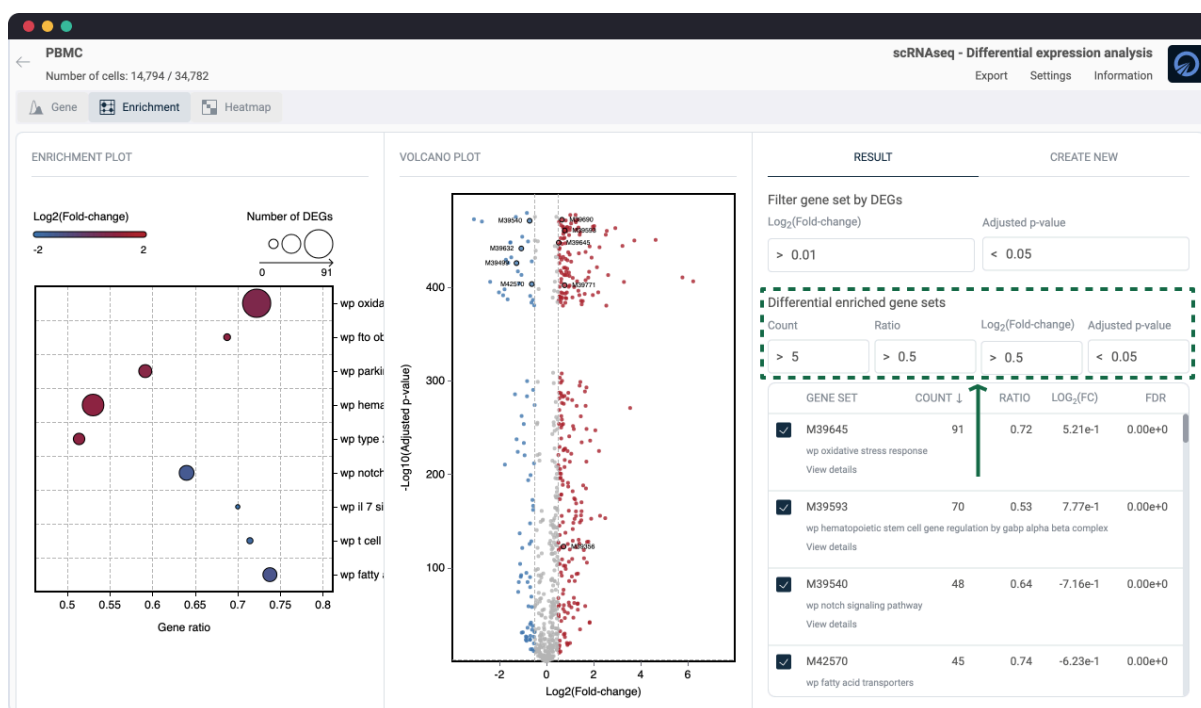 PBMC
Number of cells: 14,794 / 34,782
scRNAseq - Differential expression analysis
Export Settings Information
Gene Enrichment Heatmap
ENRICHMENT PLOT
Log2(Fold-change)
-2 2
Number of DEGs
0 91
wp oxida
wp fto ob
wp parki
wp hema
wp type
wp notch
wp il 7 si
wp t cell
wp fatty
0.5 0.55 0.6 0.65 0.7 0.75 0.8
Gene ratio
VOLCANO PLOT
M39540
M39690
M39645
M39632
M42570
M39771
400
300
200
100
-Log10(Adjusted p-value)
-2 0 2 4 6
Log2(Fold-change)
RESULT CREATE NEW
Filter gene set by DEGs
Log2(Fold-change) Adjusted p-value
> 0.01 < 0.05
Differential enriched gene sets
Count Ratio Log2(Fold-change) Adjusted p-value
> 5 > 0.5 > 0.5 < 0.05
GENE SET COUNT ↓ RATIO LOG2(FC) FDR
M39645 91 0.72 5.21e-1 0.00e+0
wp oxidative stress response
View details
M39593 70 0.53 7.77e-1 0.00e+0
wp hematopoietic stem cell gene regulation by gabp alpha beta complex
View details
M39540 48 0.64 -7.16e-1 0.00e+0
wp notch signaling pathway
View details
M42570 45 0.74 -6.23e-1 0.00e+0
wp fatty acid transporters